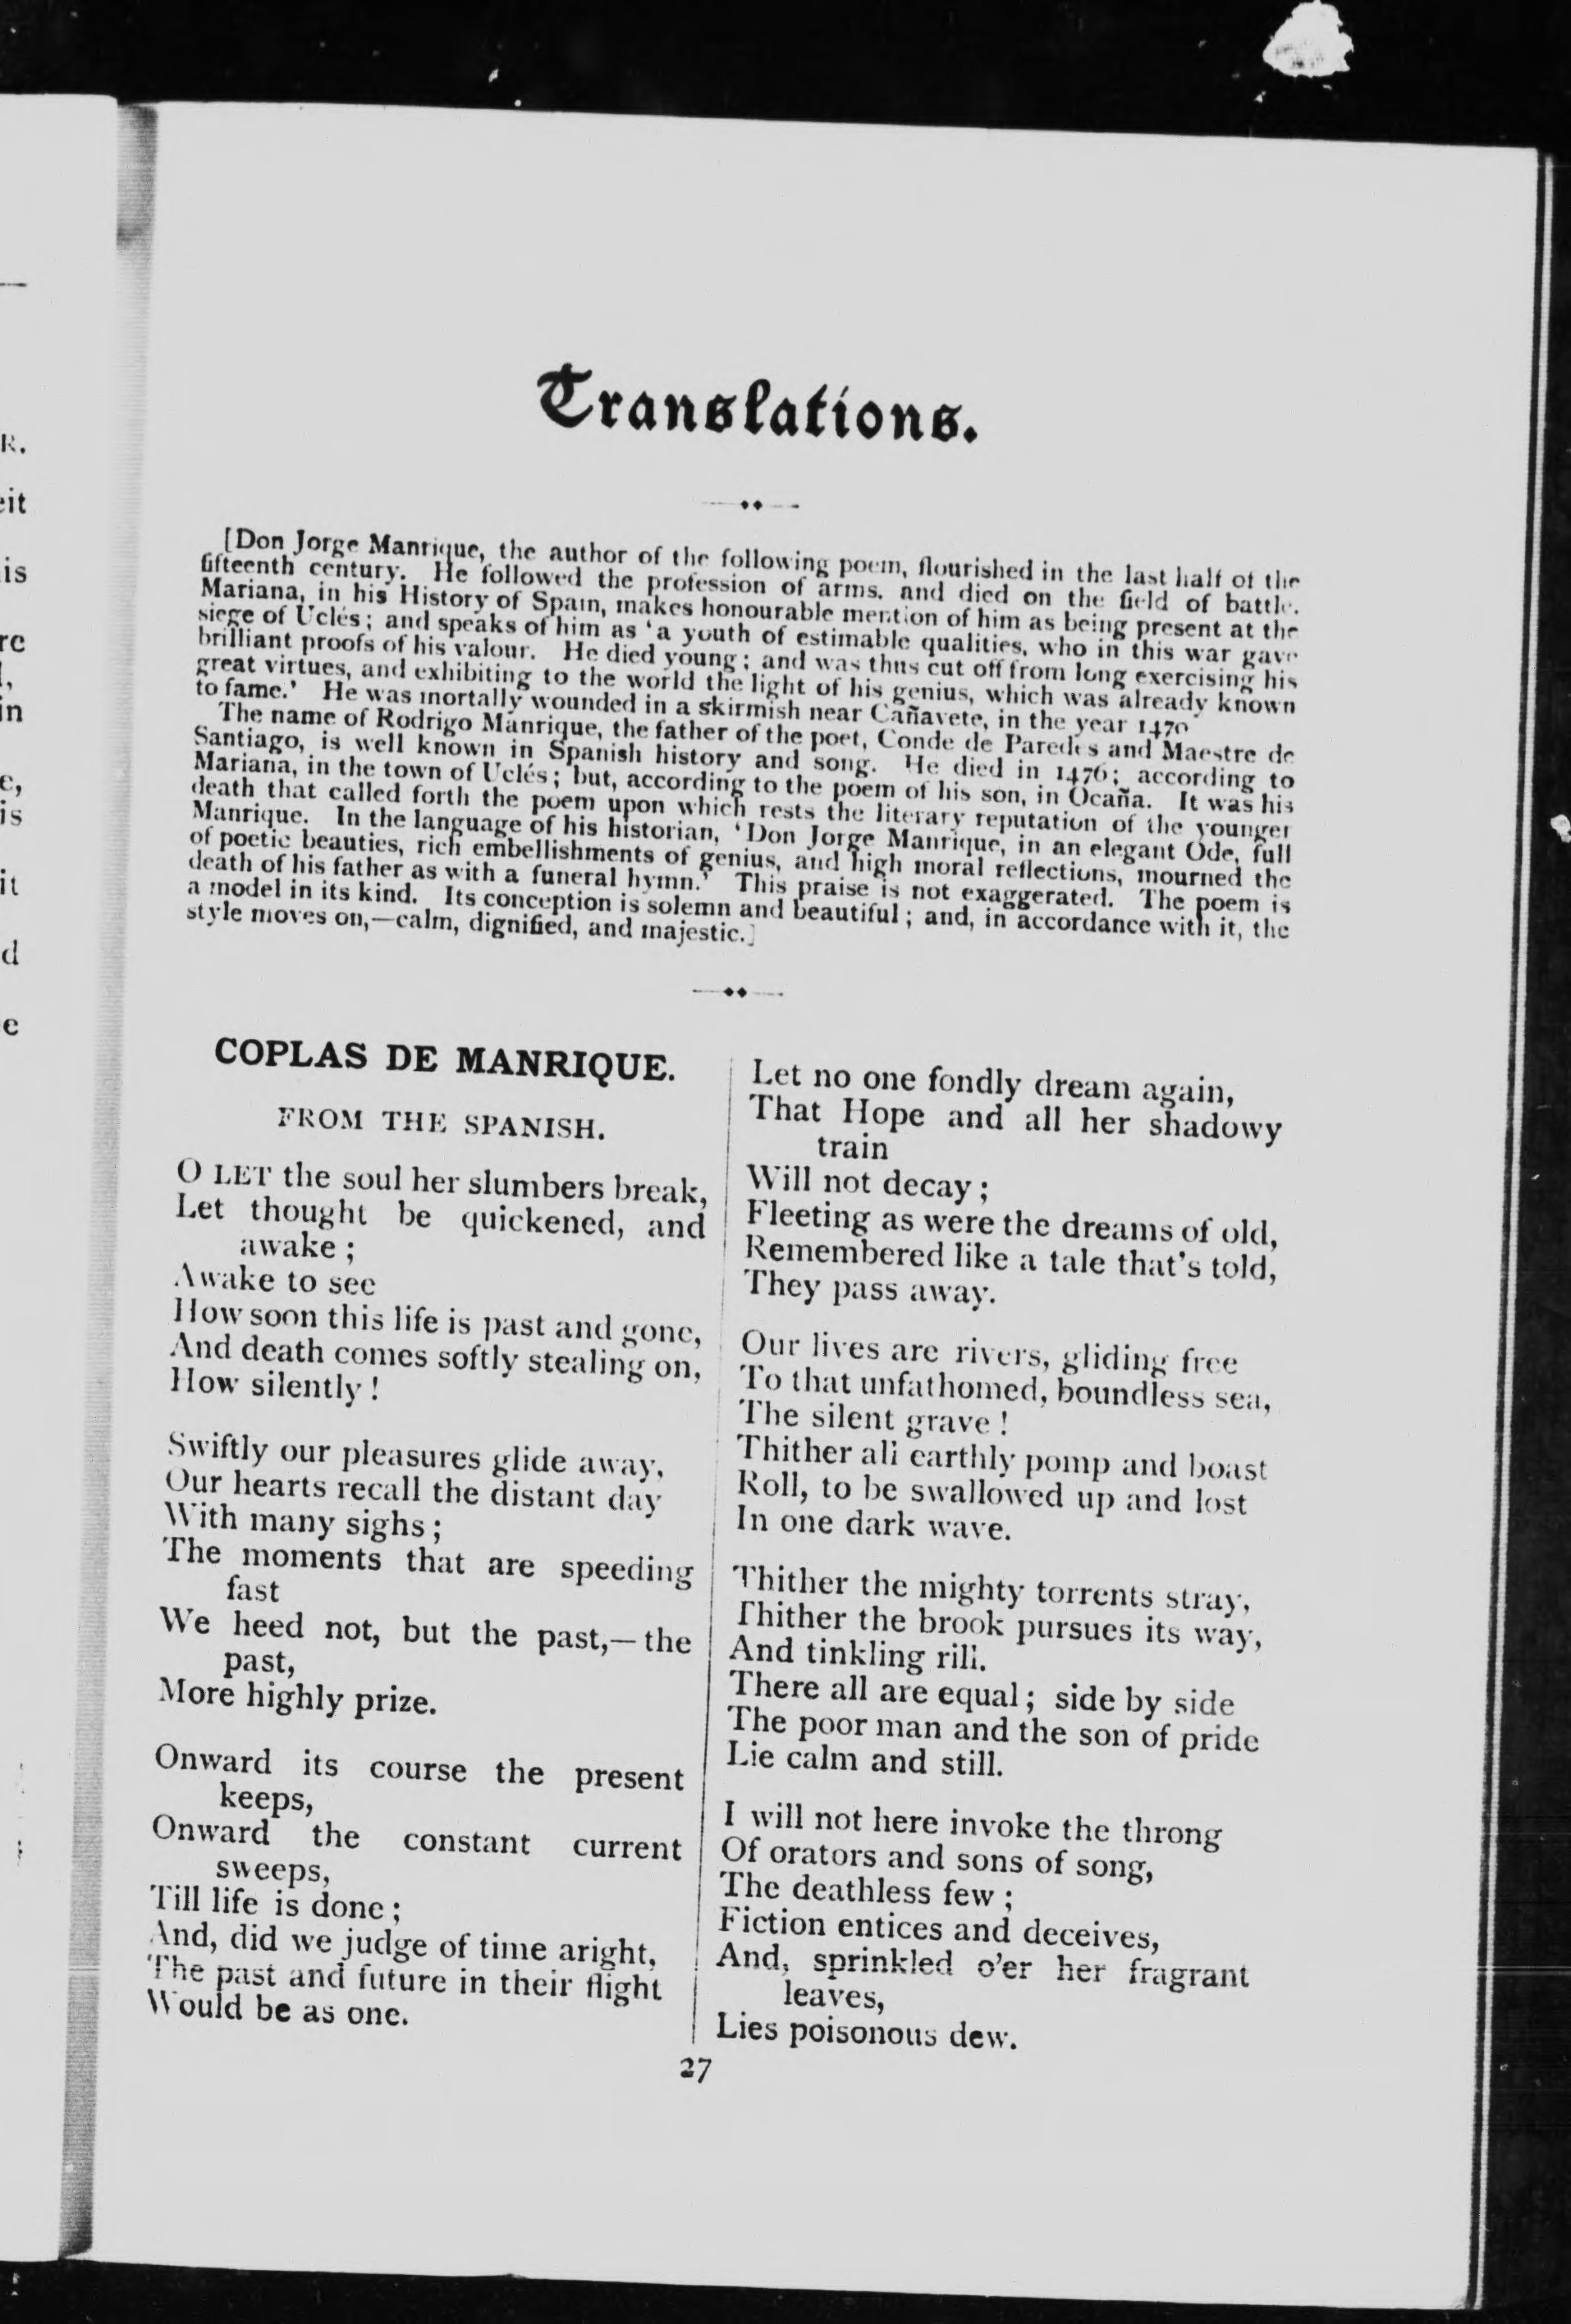 Translations.
[Don Jorge Manrique, the author of the following poem, flourished in the last half of the
fifteenth century. He followed the profession of arms, and died on the field of battle.
Mariana, in his History of Spain, makes honourable mention of him as being present at the
siege of Uclés; and speaks of him as 'a youth of estimable qualities, who in this war gave
brilliant proofs of his valour. He died young; and was thus cut off from long exercising his
great virtues, and exhibiting to the world the light of his genius, which was already known
to fame.' He was mortally wounded in a skirmish near Cañavete, in the year 1479
The name of Rodrigo Manrique, the father of the poet, Conde de Paredes and Maestre de
Santiago, is well known in Spanish history and song. He died in 1476; according to
Mariana, in the town of Uclés; but, according to the poem of his son, in Ocaña. It was his
death that called forth the poem upon which rests the literary reputation of the younger
Manrique. In the language of his historian, 'Don Jorge Manrique, in an elegant Ode, full
of poetic beauties, rich embellishments of genius, and high moral reflections, mourned the
death of his father as with a funeral hymn.' This praise is not exaggerated. The poem is
a model in its kind. Its conception is solemn and beautiful; and, in accordance with it, the
style moves on,—calm, dignified, and majestic.]
COPLAS DE MANRIQUE.
FROM THE SPANISH.
O LET the soul her slumbers break,
Let thought be quickened, and
awake;
Awake to see
How soon this life is past and gone,
And death comes softly stealing on,
How silently!
Swiftly our pleasures glide away,
Our hearts recall the distant day
With many sighs;
The moments that are speeding
fast
We heed not, but the past,—the
past,
More highly prize.
Onward its course the present
keeps,
Onward the constant current
sweeps,
Till life is done;
And, did we judge of time aright,
The past and future in their flight
Would be as one.
Let no one fondly dream again,
That Hope and all her shadowy
train
Will not decay;
Fleeting as were the dreams of old,
Remembered like a tale that's told,
They pass away.
Our lives are rivers, gliding free
To that unfathomed, boundless sea,
The silent grave!
Thither all earthly pomp and boast
Roll, to be swallowed up and lost
In one dark wave.
Thither the mighty torrents stray,
Thither the brook pursues its way,
And tinkling rill.
There all are equal; side by side
The poor man and the son of pride
Lie calm and still.
I will not here invoke the throng
Of orators and sons of song,
The deathless few;
Fiction entices and deceives,
And, sprinkled o'er her fragrant
leaves,
Lies poisonous dew.
27